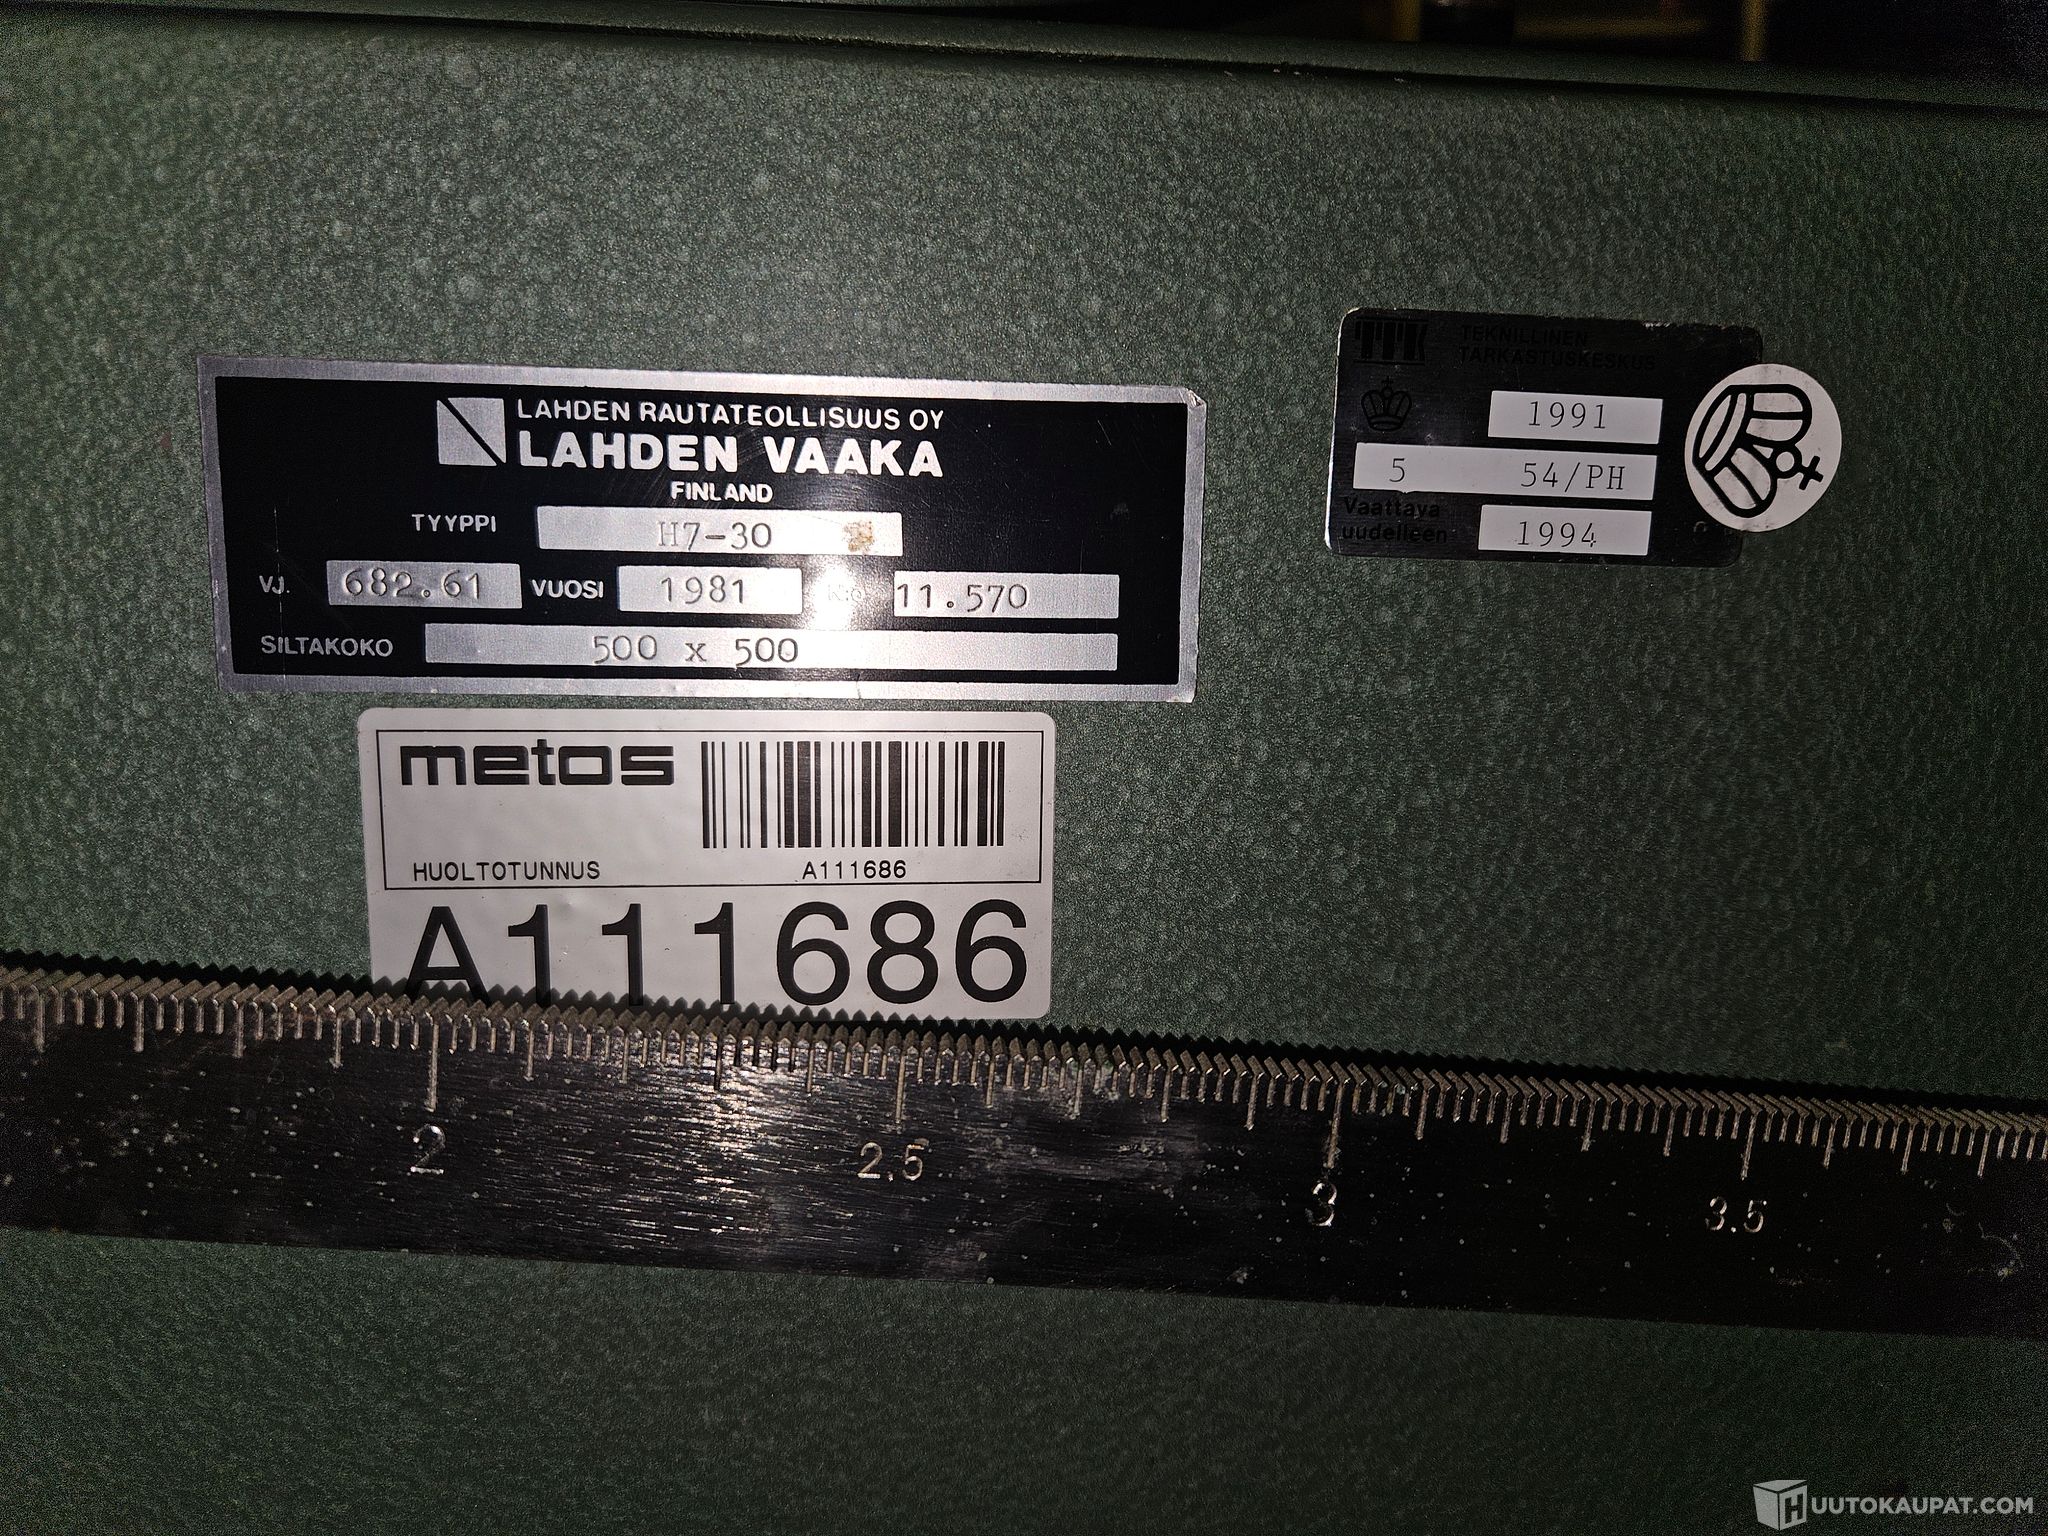 LAHDEN RAUTATEOLLISUUS OY
LAHDEN VAAKA
FINLAND
TYYPPI H7-30
VJ. 682.61 VUOSI 1981 N:o 11.570
SILTAKOKO 500 x 500
TTK TEKNILLINEN
TARKASTUSKESKUS
1991
5 54/PH
Vaattava
uudelleen 1994
metos
HUOLTOTUNNUS A111686
A111686
2 2.5 3 3.5
HUUTOKAUPAT.COM